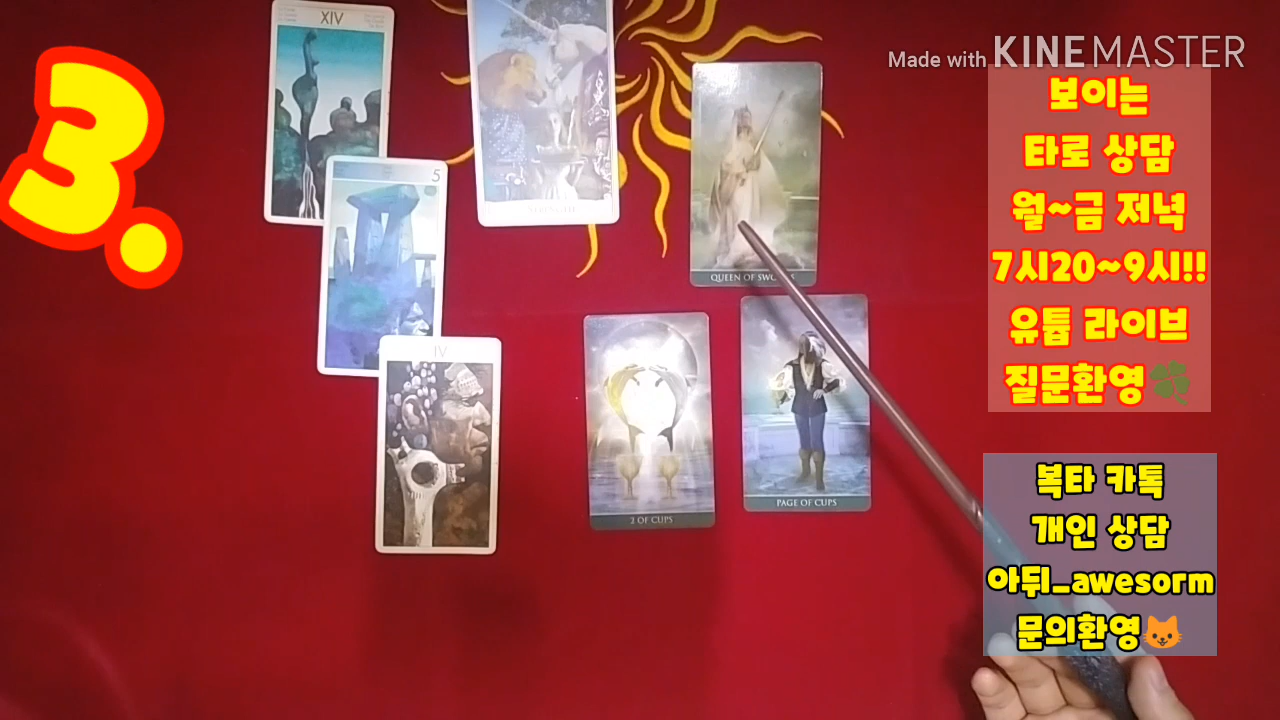 Made with KINEMASTER
3.
보이는
타로 상담
월~금 저녁
7시20~9시!!
유튭 라이브
질문환영🍀
복타 카톡
개인 상담
아뒤_awesorm
문의환영🐱
XIV
5
IV
QUEEN OF SWORDS
2 OF CUPS
PAGE OF CUPS